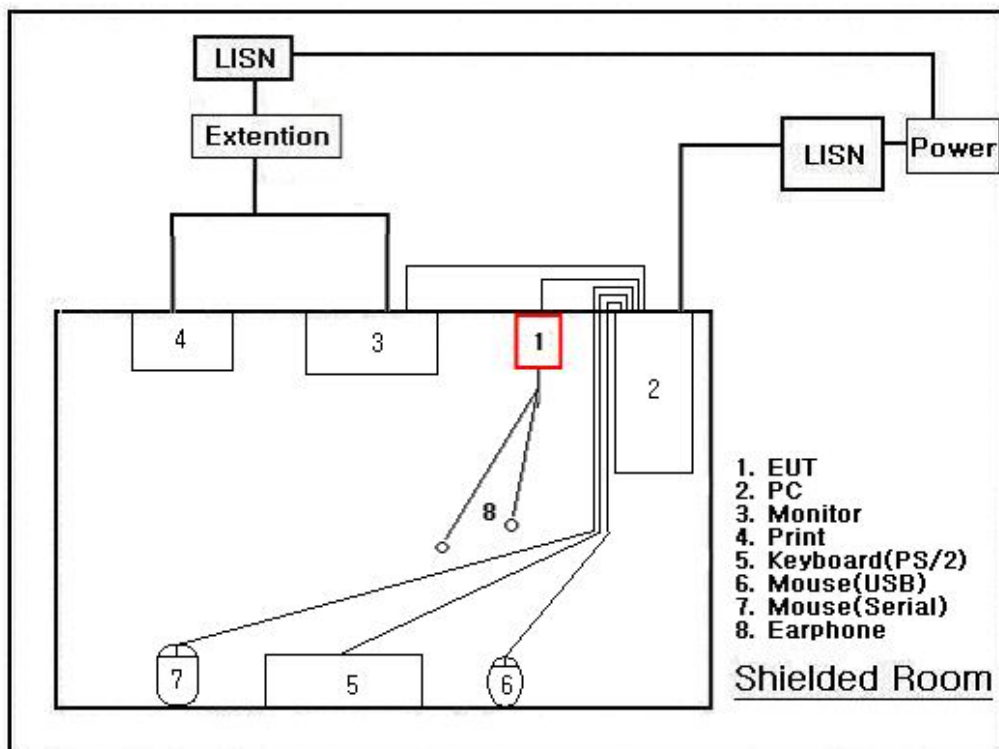 LISN
Extention
LISN
Power
4
3
1
2
8
7
5
6
1. EUT
2. PC
3. Monitor
4. Print
5. Keyboard(PS/2)
6. Mouse(USB)
7. Mouse(Serial)
8. Earphone
Shielded Room